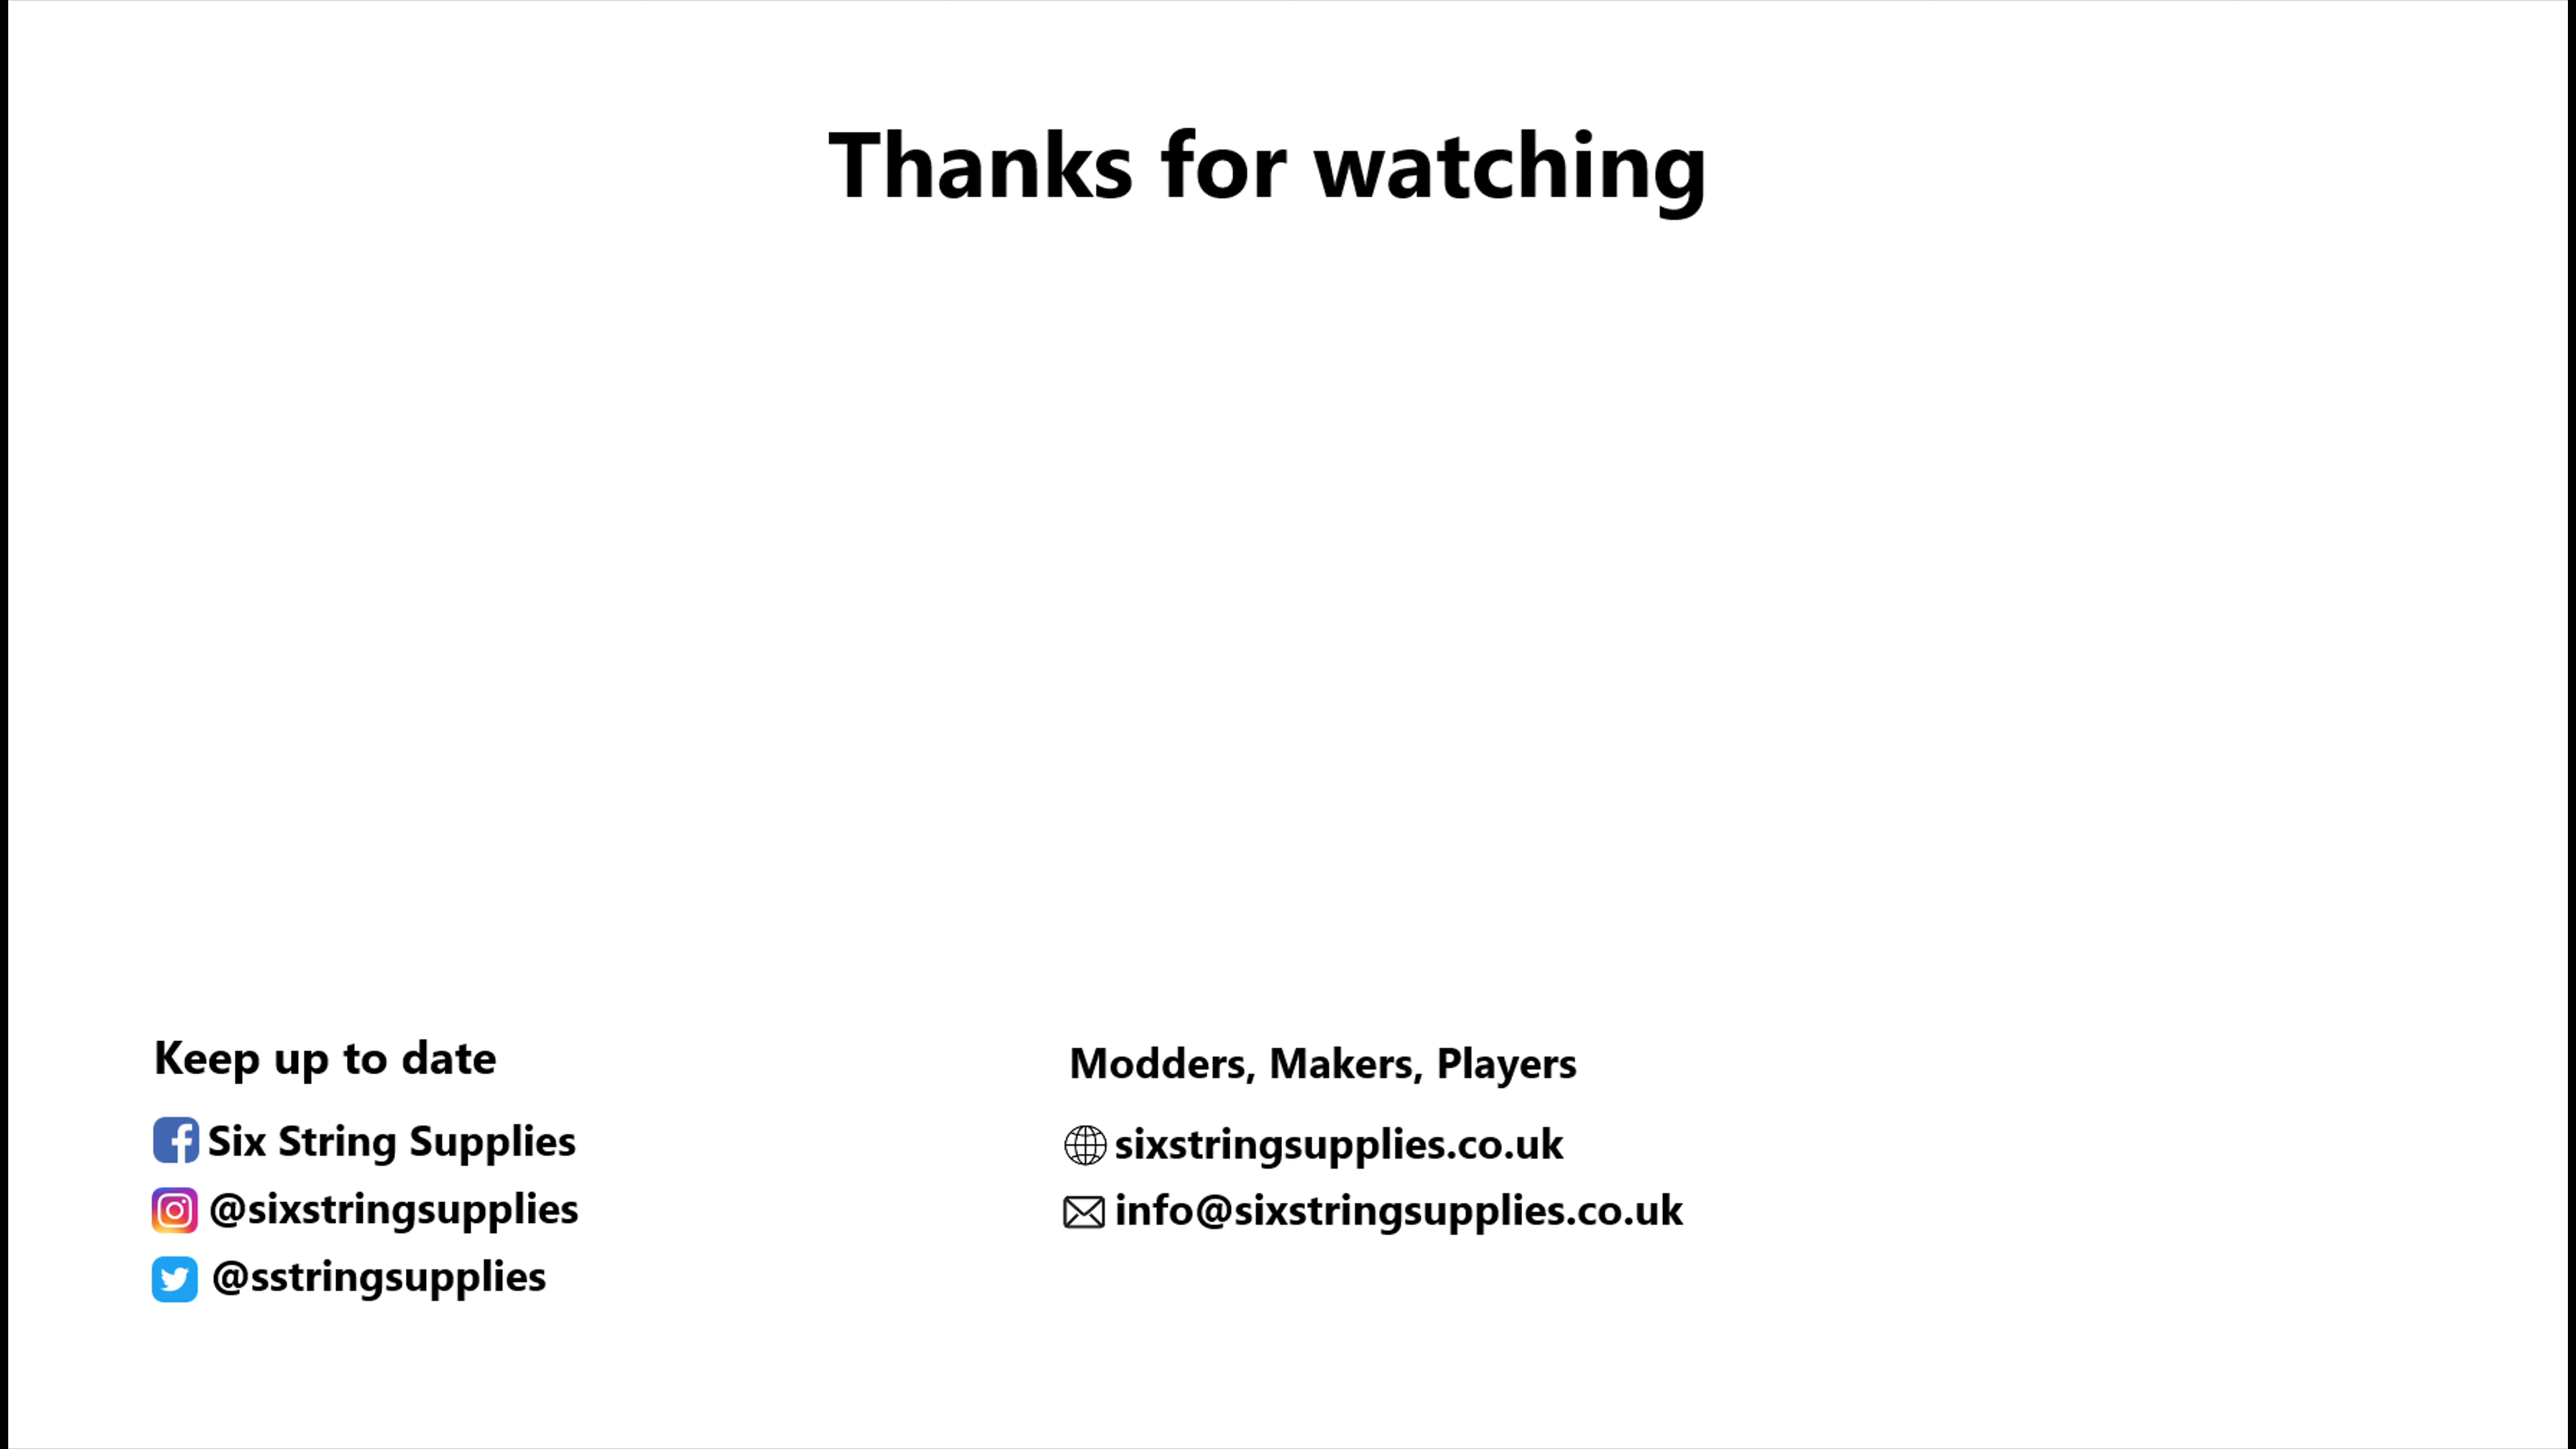 Thanks for watching
Keep up to date
Six String Supplies
@sixstringsupplies
@sstringsupplies
Modders, Makers, Players
sixstringsupplies.co.uk
info@sixstringsupplies.co.uk